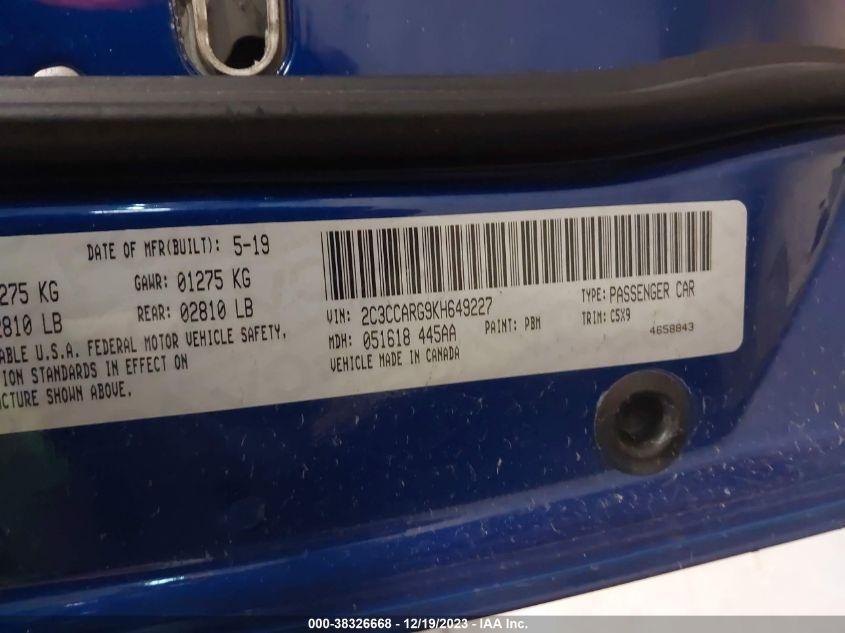 DATE OF MFR(BUILT): 5-19
275 KG GAWR: 01275 KG
2810 LB REAR: 02810 LB
ABLE U.S.A. FEDERAL MOTOR VEHICLE SAFETY,
ION STANDARDS IN EFFECT ON
CTURE SHOWN ABOVE.
VIN: 2C3CCARG9KH649227 TYPE: PASSENGER CAR
MDH: 051618 445AA PAINT: PBM TRIM: C5X9
VEHICLE MADE IN CANADA 4658843
000-38326668 - 12/19/2023 - IAA Inc.